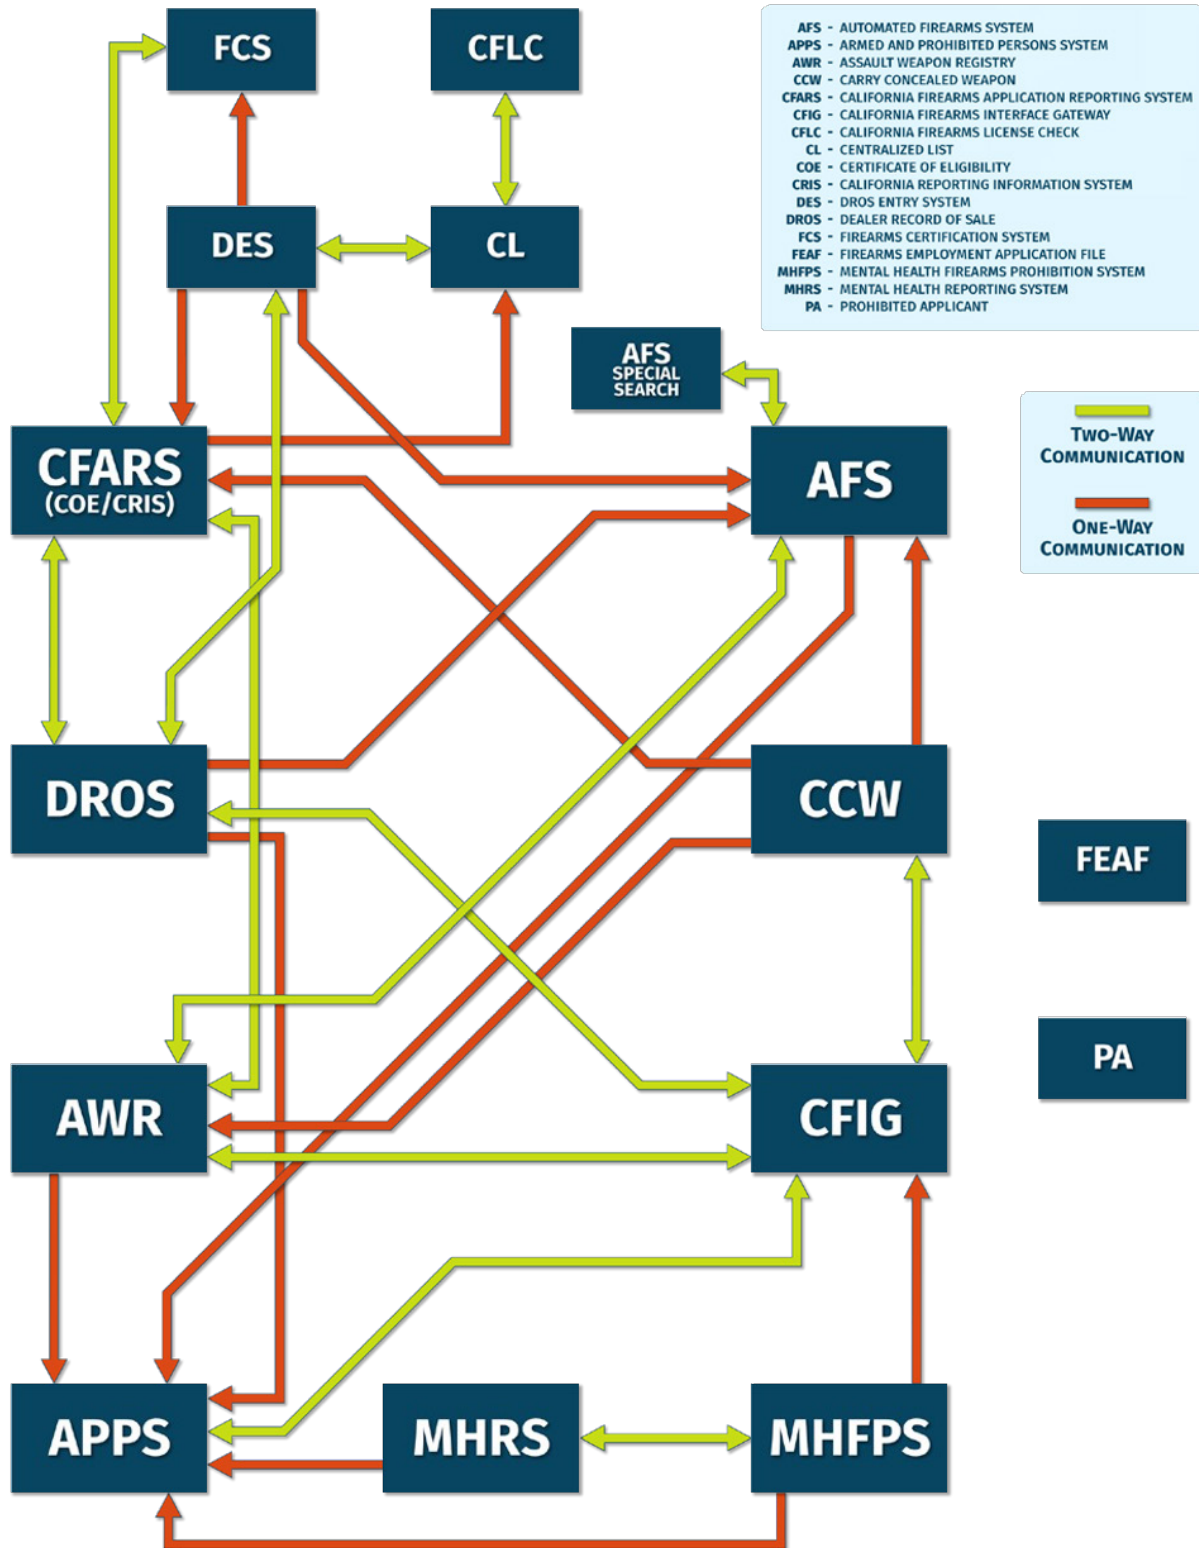 FCS
CFLC
AFS - AUTOMATED FIREARMS SYSTEM
APPS - ARMED AND PROHIBITED PERSONS SYSTEM
AWR - ASSAULT WEAPON REGISTRY
CCW - CARRY CONCEALED WEAPON
CFARS - CALIFORNIA FIREARMS APPLICATION REPORTING SYSTEM
CFIG - CALIFORNIA FIREARMS INTERFACE GATEWAY
CFLC - CALIFORNIA FIREARMS LICENSE CHECK
CL - CENTRALIZED LIST
COE - CERTIFICATE OF ELIGIBILITY
CRIS - CALIFORNIA REPORTING INFORMATION SYSTEM
DES - DROS ENTRY SYSTEM
DROS - DEALER RECORD OF SALE
FCS - FIREARMS CERTIFICATION SYSTEM
FEAF - FIREARMS EMPLOYMENT APPLICATION FILE
MHFPS - MENTAL HEALTH FIREARMS PROHIBITION SYSTEM
MHRS - MENTAL HEALTH REPORTING SYSTEM
PA - PROHIBITED APPLICANT
DES
CL
AFS
SPECIAL
SEARCH
TWO-WAY
COMMUNICATION
ONE-WAY
COMMUNICATION
CFARS
(COE/CRIS)
AFS
DROS
CCW
FEAF
PA
AWR
CFIG
APPS
MHRS
MHFPS